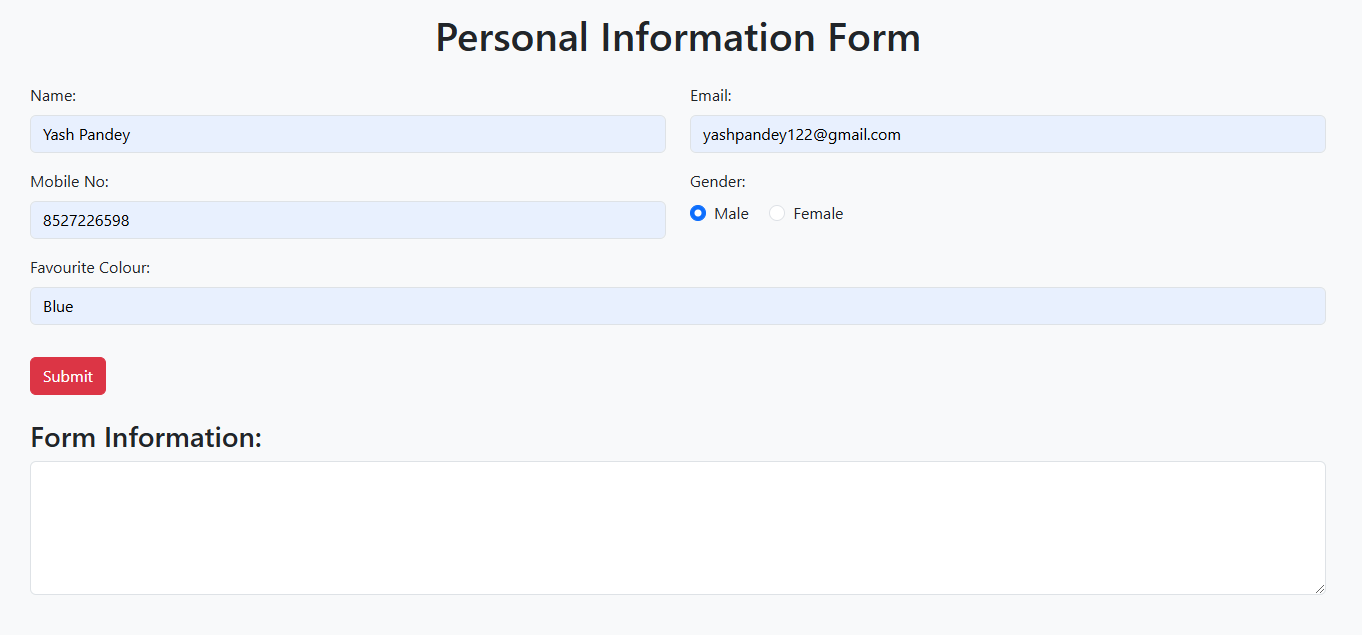 Personal Information Form
Name:
Email:
Yash Pandey
yashpandey122@gmail.com
Mobile No:
Gender:
8527226598
Male
Female
Favourite Colour:
Blue
Submit
Form Information: